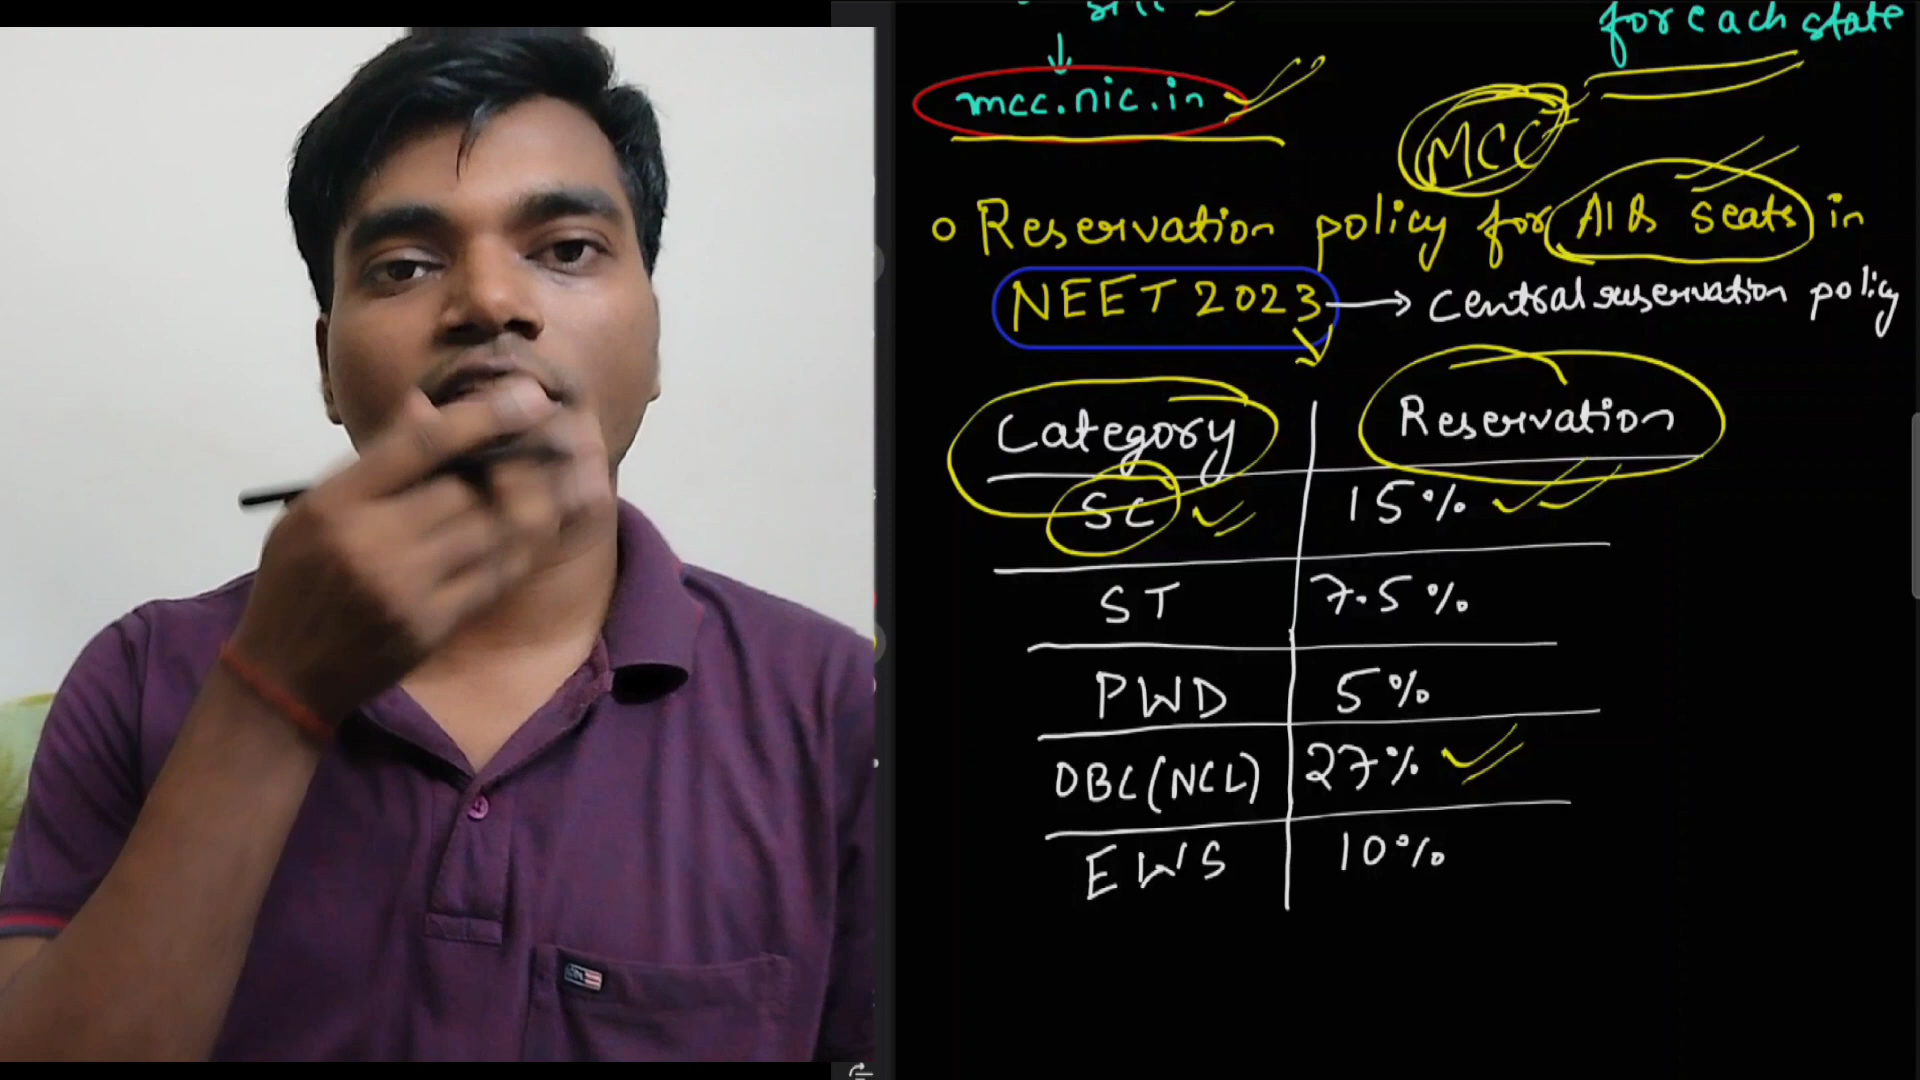 for each state
mcc.nic.in
MCC
Reservation policy for AIQ seats in
NEET 2023 → Central reservation policy
Category Reservation
SC 15%
ST 7.5%
PWD 5%
OBC(NCL) 27%
EWS 10%